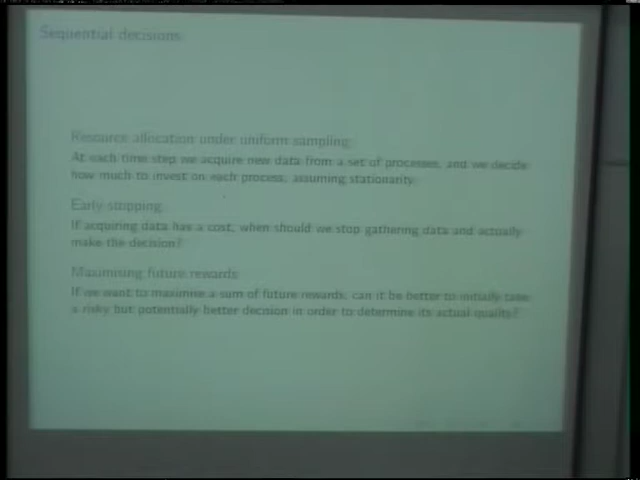 Sequential decisions
Resource allocation under uniform sampling
At each time step we acquire new data from a set of processes, and we decide
how much to invest on each process, assuming stationarity.
Early stopping
If acquiring data has a cost, when should we stop gathering data and actually
make the decision?
Maximising future rewards
If we want to maximise a sum of future rewards, can it be better to initially take
a risky but potentially better decision in order to determine its actual quality?